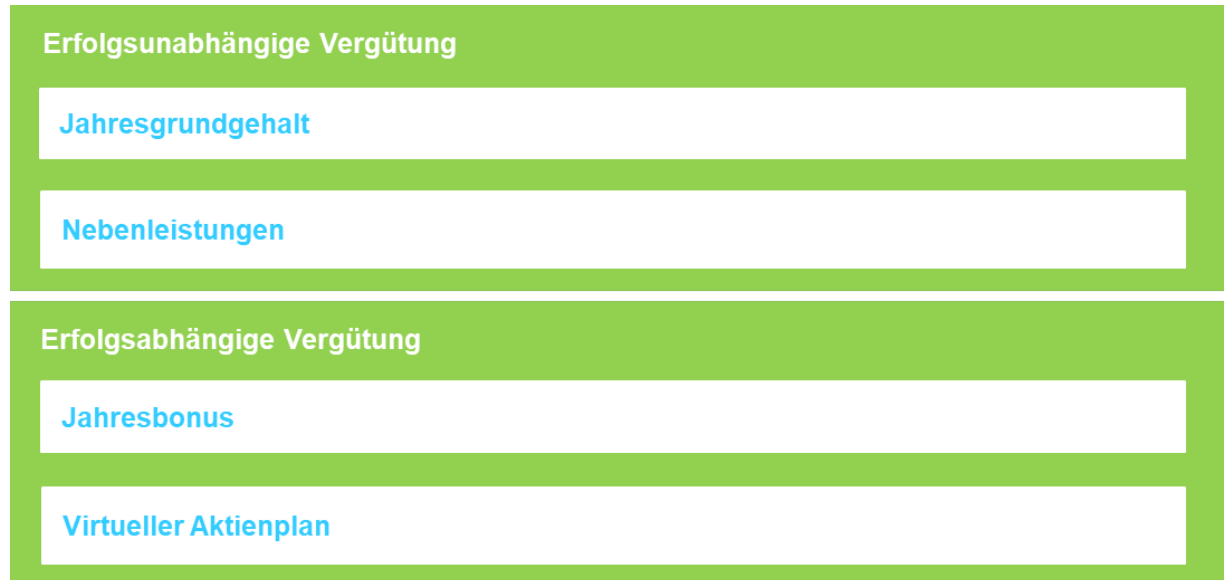 Erfolgsunabhängige Vergütung
Jahresgrundgehalt
Nebenleistungen
Erfolgsabhängige Vergütung
Jahresbonus
Virtueller Aktienplan